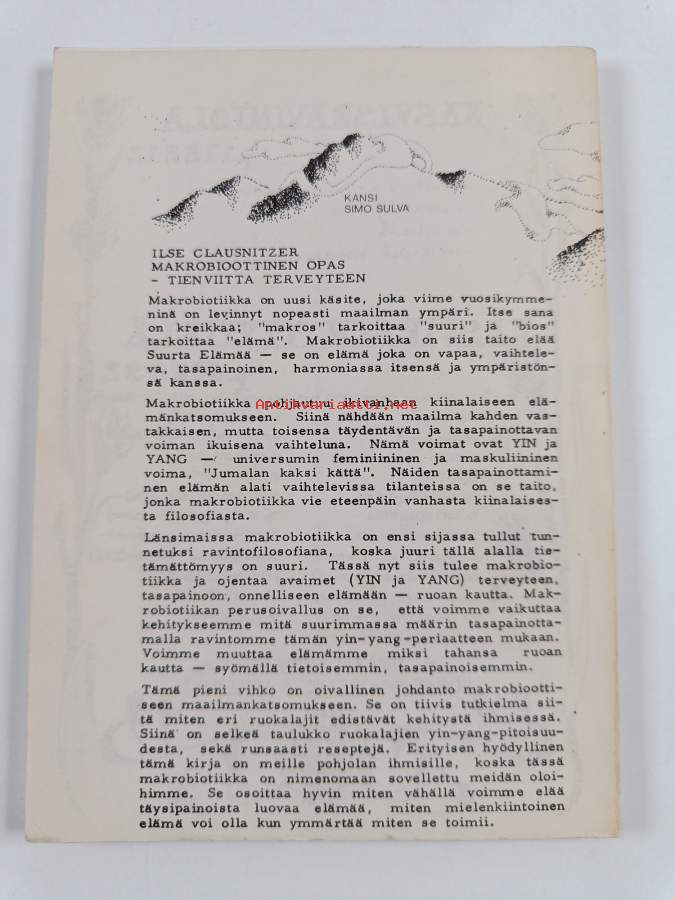 KANSI
SIMO SULVA
ILSE CLAUSNITZER
MAKROBIOOTTINEN OPAS
- TIENVIITTA TERVEYTEEN
Makrobiotiikka on uusi käsite, joka viime vuosikymme-
ninä on levinnyt nopeasti maailman ympäri. Itse sana
on kreikkaa; "makros" tarkoittaa "suuri" ja "bios"
tarkoittaa "elämä". Makrobiotiikka on siis taito elää
Suurta Elämää — se on elämä joka on vapaa, vaihtele-
va, tasapainoinen, harmoniassa itsensä ja ympäristön-
sä kanssa.
Makrobiotiikka pohjautuu ikivanhaan kiinalaiseen elä-
Antikvariaatti.net
mänkatsomukseen. Siinä nähdään maailma kahden vas-
takkaisen, mutta toisensa täydentävän ja tasapainottavan
voiman ikuisena vaihteluna. Nämä voimat ovat YIN ja
YANG — universumin feminiininen ja maskuliininen
voima, "Jumalan kaksi kättä". Näiden tasapainottami-
nen elämän alati vaihtelevissa tilanteissa on se taito,
jonka makrobiotiikka vie eteenpäin vanhasta kiinalaises-
ta filosofiasta.
Länsimaissa makrobiotiikka on ensi sijassa tullut tun-
netuksi ravintofilosofiana, koska juuri tällä alalla tie-
tämättömyys on suuri. Tässä nyt siis tulee makrobio-
tiikka ja ojentaa avaimet (YIN ja YANG) terveyteen,
tasapainoon, onnelliseen elämään — ruoan kautta. Mak-
robiotiikan perusoivallus on se, että voimme vaikuttaa
kehitykseemme mitä suurimmassa määrin tasapainotta-
malla ravintomme tämän yin-yang-periaatteen mukaan.
Voimme muuttaa elämämme miksi tahansa ruoan
kautta — syömällä tietoisemmin, tasapainoisemmin.
Tämä pieni vihko on oivallinen johdanto makrobiootti-
seen maailmankatsomukseen. Se on tiivis tutkielma sii-
tä miten eri ruokalajit edistävät kehitystä ihmisessä.
Siinä on selkeä taulukko ruokalajien yin-yang-pitoisuu-
desta, sekä runsaasti reseptejä. Erityisen hyödyllinen
tämä kirja on meille pohjolan ihmisille, koska tässä
makrobiotiikka on nimenomaan sovellettu meidän oloi-
himme. Se osoittaa hyvin miten vähällä voimme elää
täysipainoista luovaa elämää, miten mielenkiintoinen
elämä voi olla kun ymmärtää miten se toimii.